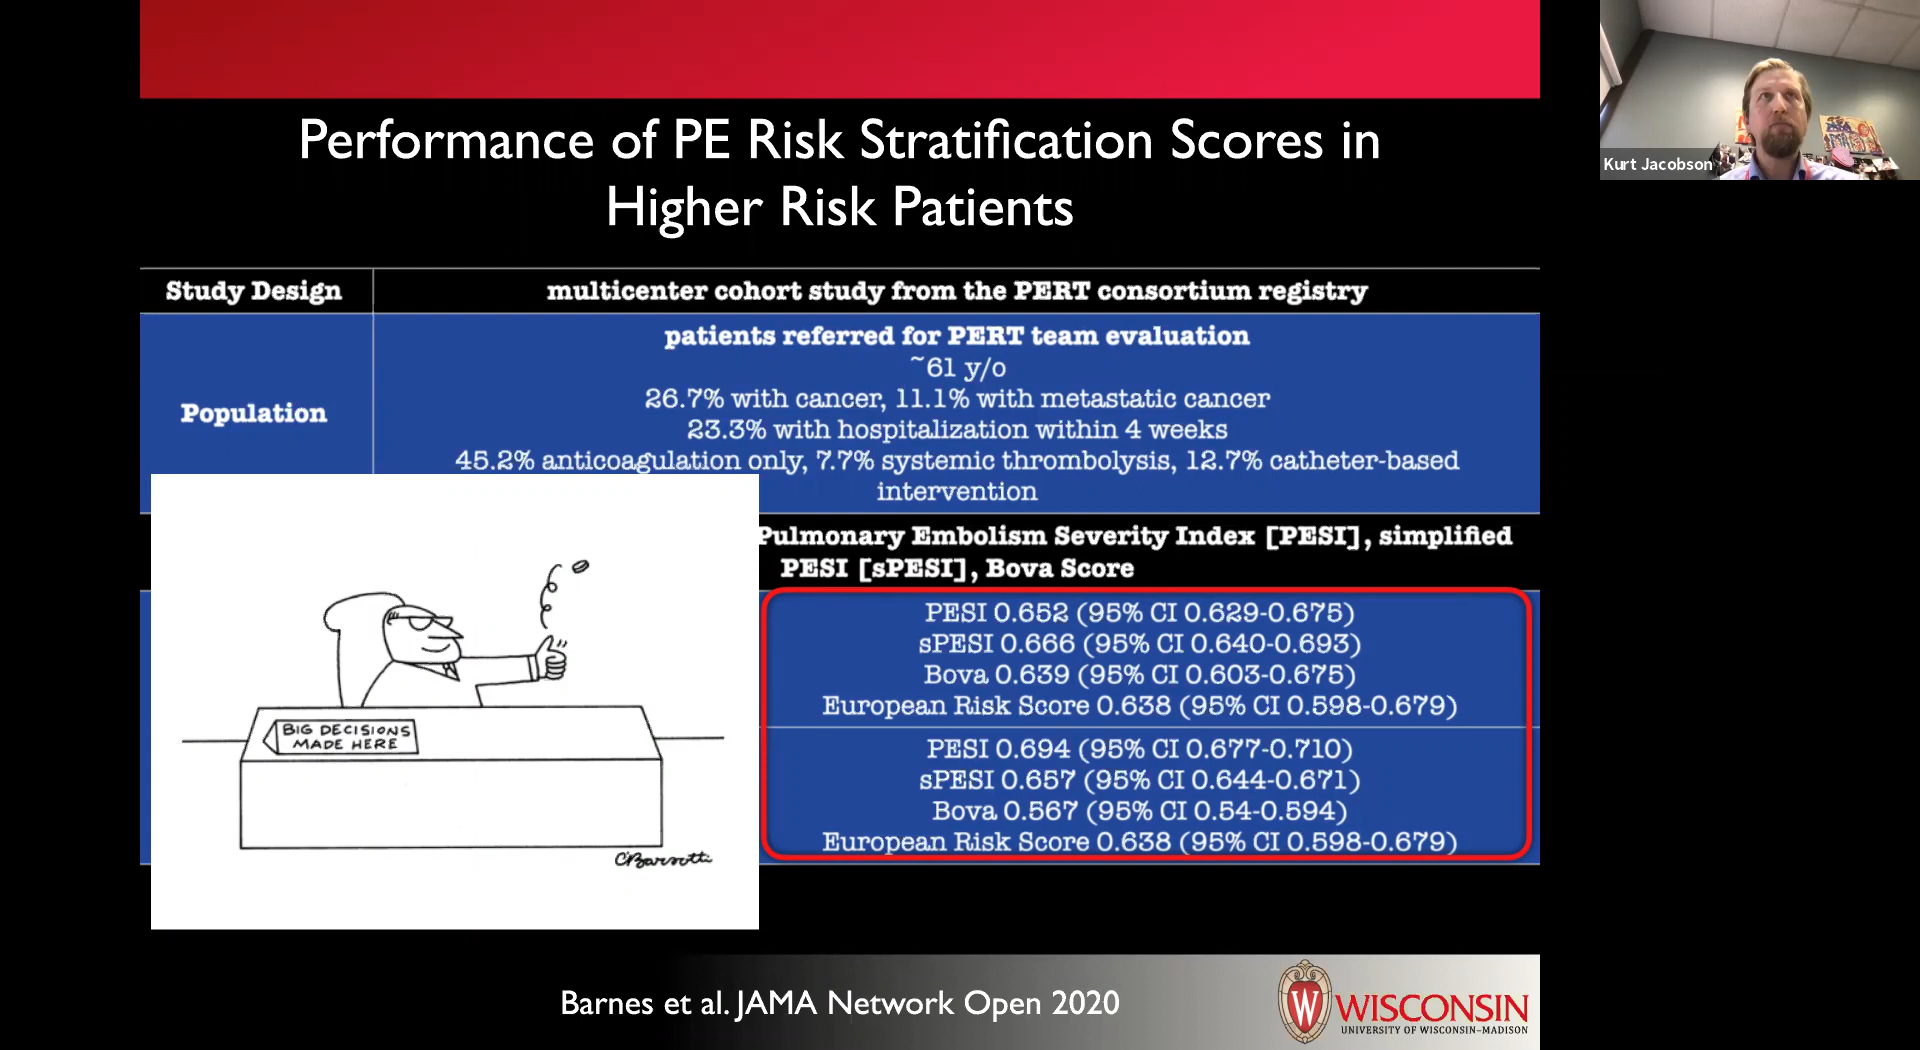 Performance of PE Risk Stratification Scores in
Higher Risk Patients
Kurt Jacobson
Study Design
multicenter cohort study from the PERT consortium registry
Population
patients referred for PERT team evaluation
~61 y/o
26.7% with cancer, 11.1% with metastatic cancer
23.3% with hospitalization within 4 weeks
45.2% anticoagulation only, 7.7% systemic thrombolysis, 12.7% catheter-based
intervention
Pulmonary Embolism Severity Index [PESI], simplified
PESI [sPESI], Bova Score
PESI 0.652 (95% CI 0.629-0.675)
sPESI 0.666 (95% CI 0.640-0.693)
Bova 0.639 (95% CI 0.603-0.675)
European Risk Score 0.638 (95% CI 0.598-0.679)
PESI 0.694 (95% CI 0.677-0.710)
sPESI 0.657 (95% CI 0.644-0.671)
Bova 0.567 (95% CI 0.54-0.594)
European Risk Score 0.638 (95% CI 0.598-0.679)
BIG DECISIONS
MADE HERE
CBarsotti
Barnes et al. JAMA Network Open 2020
W
WISCONSIN
UNIVERSITY OF WISCONSIN–MADISON